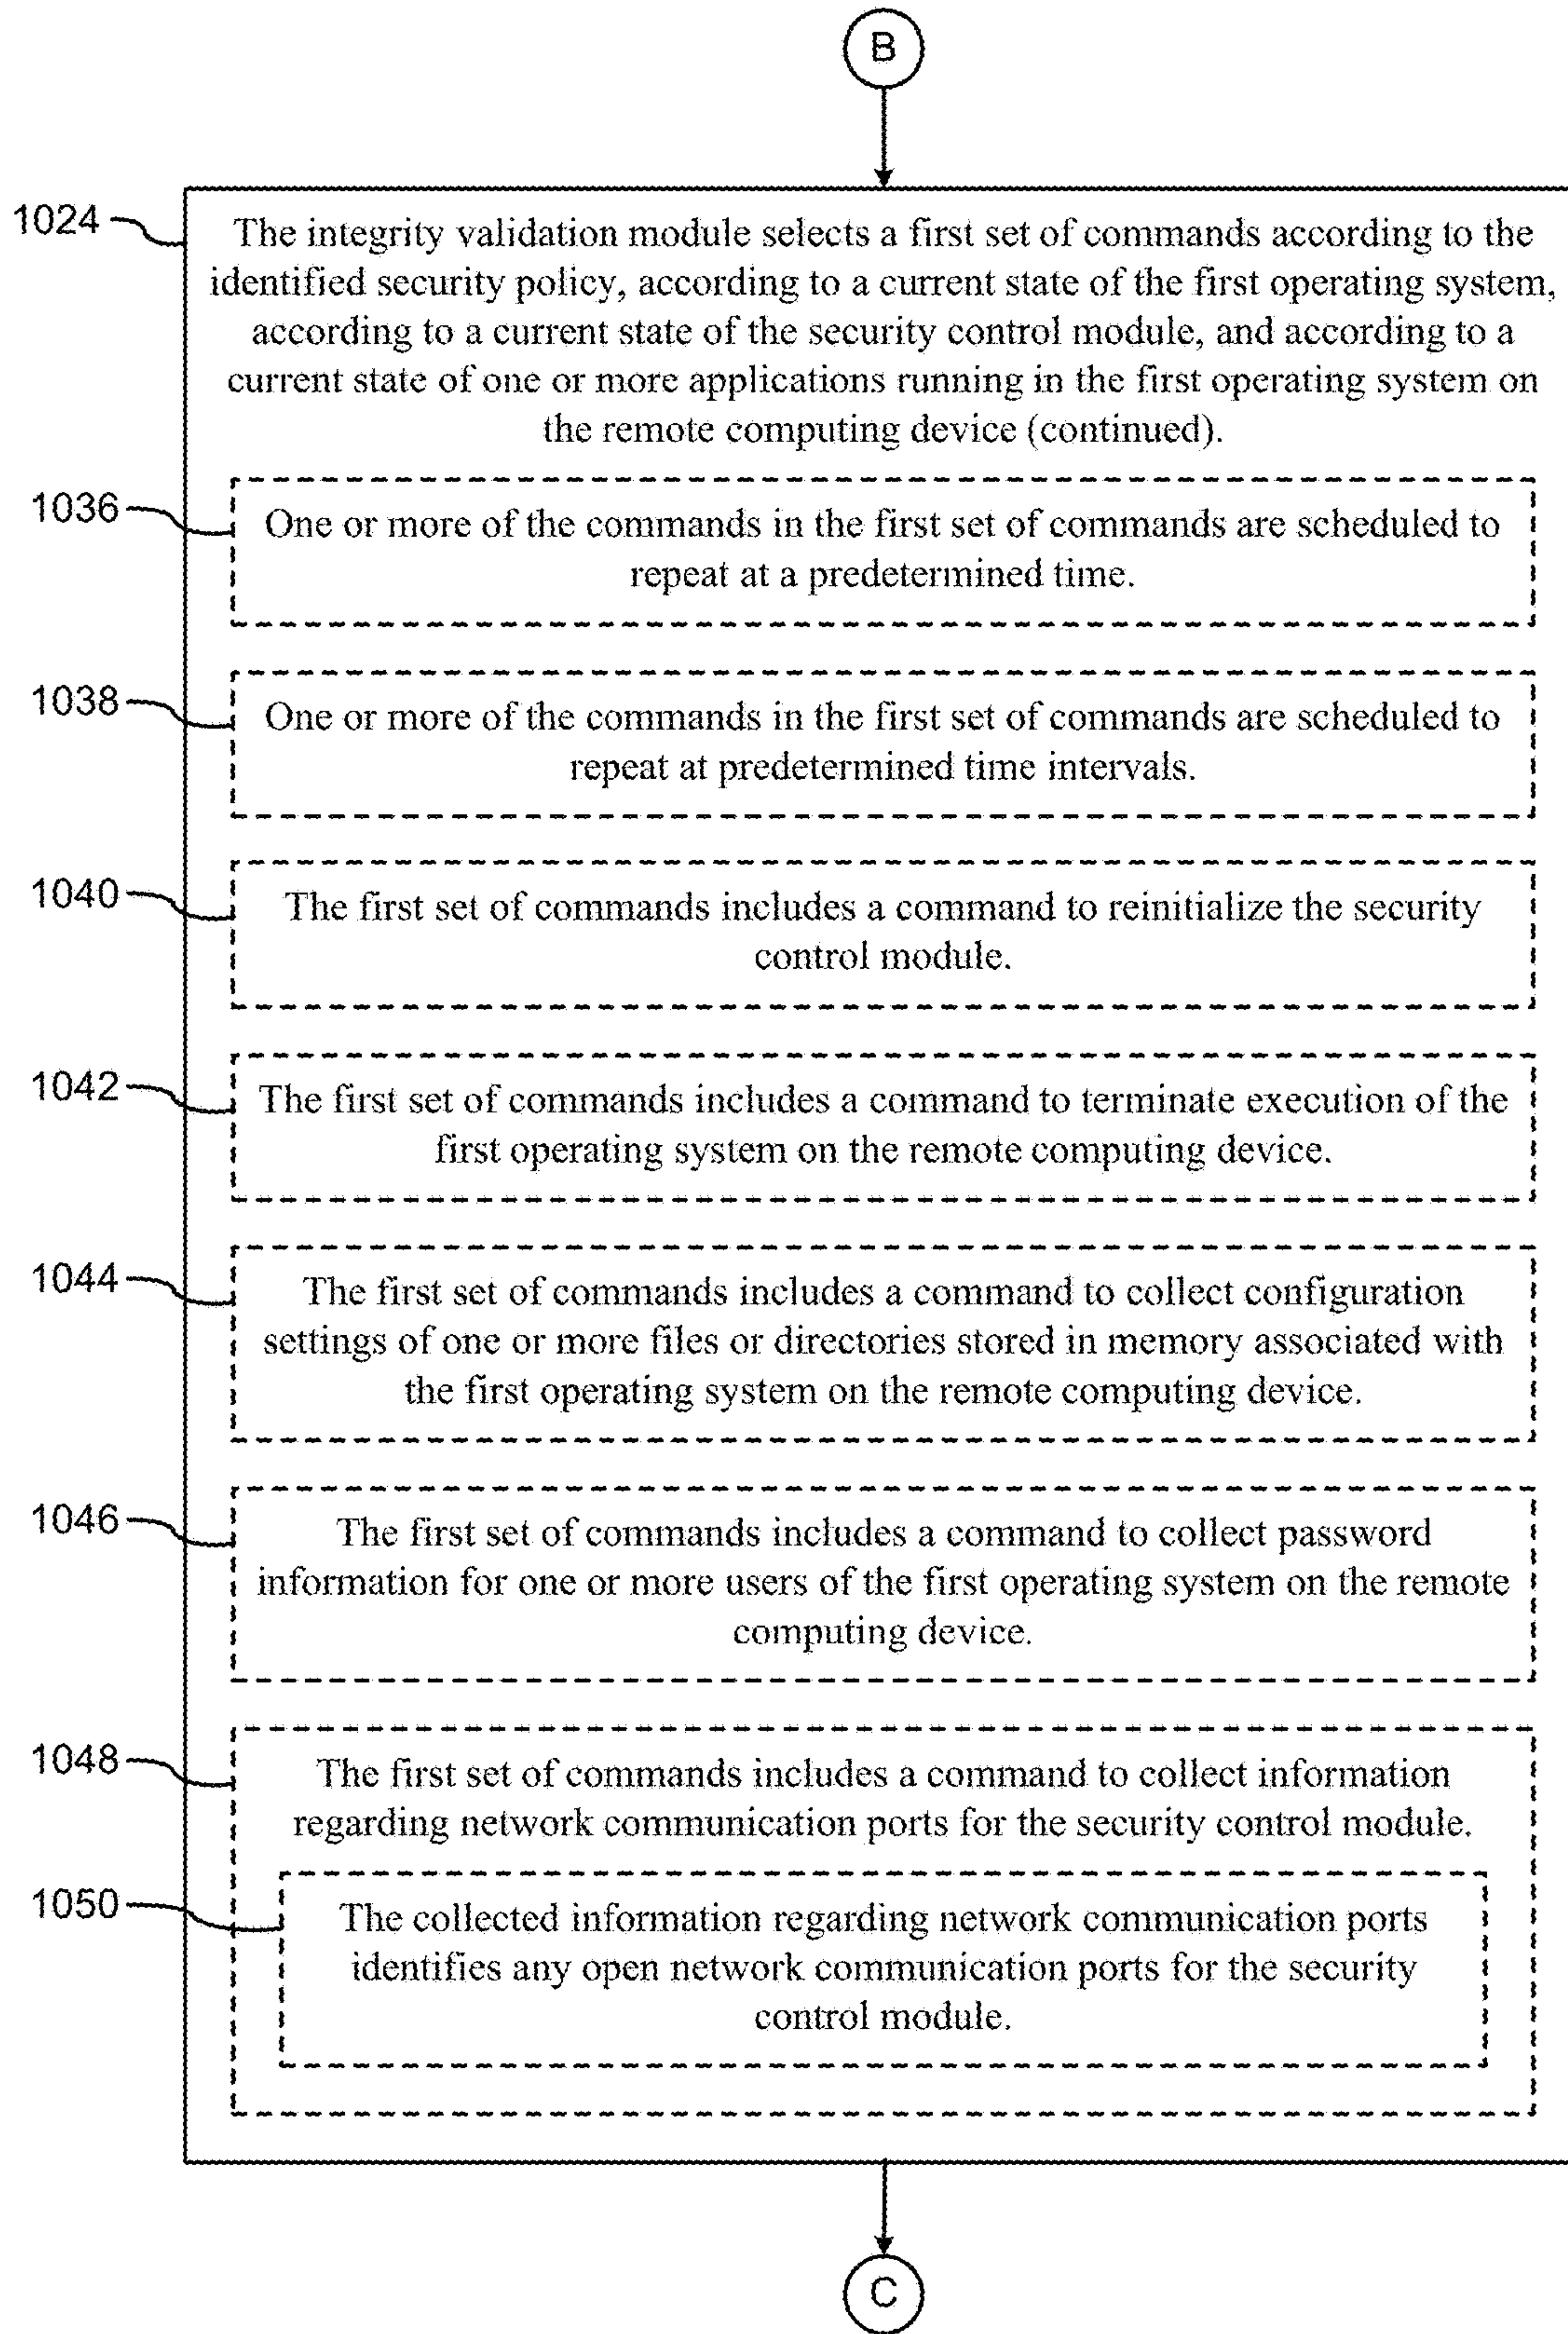 B
1024
The integrity validation module selects a first set of commands according to the
identified security policy, according to a current state of the first operating system,
according to a current state of the security control module, and according to a
current state of one or more applications running in the first operating system on
the remote computing device (continued).
1036
One or more of the commands in the first set of commands are scheduled to
repeat at a predetermined time.
1038
One or more of the commands in the first set of commands are scheduled to
repeat at predetermined time intervals.
1040
The first set of commands includes a command to reinitialize the security
control module.
1042
The first set of commands includes a command to terminate execution of the
first operating system on the remote computing device.
1044
The first set of commands includes a command to collect configuration
settings of one or more files or directories stored in memory associated with
the first operating system on the remote computing device.
1046
The first set of commands includes a command to collect password
information for one or more users of the first operating system on the remote
computing device.
1048
The first set of commands includes a command to collect information
regarding network communication ports for the security control module.
1050
The collected information regarding network communication ports
identifies any open network communication ports for the security
control module.
C